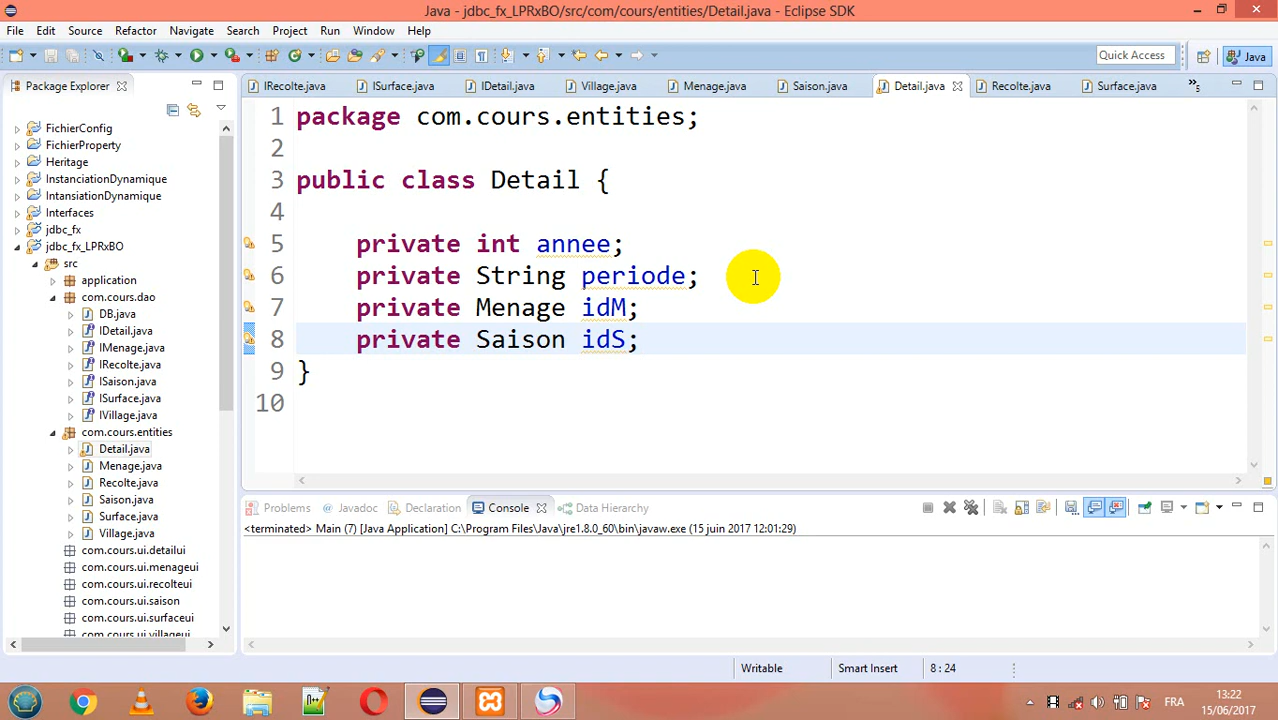 Java - jdbc_fx_LPRxBO/src/com/cours/entities/Detail.java - Eclipse SDK
File Edit Source Refactor Navigate Search Project Run Window Help
Quick Access
Java
Package Explorer
IRecolte.java ISurface.java IDetail.java Village.java Menage.java Saison.java Detail.java Recolte.java Surface.java »5
FichierConfig
FichierProperty
Heritage
InstanciationDynamique
IntansiationDynamique
Interfaces
jdbc_fx
jdbc_fx_LPRxBO
src
application
com.cours.dao
DB.java
IDetail.java
IMenage.java
IRecolte.java
ISaison.java
ISurface.java
IVillage.java
com.cours.entities
Detail.java
Menage.java
Recolte.java
Saison.java
Surface.java
Village.java
com.cours.ui.detailui
com.cours.ui.menageui
com.cours.ui.recolteui
com.cours.ui.saison
com.cours.ui.surfaceui
com.cours.ui.villageui
1 package com.cours.entities;
2
3 public class Detail {
4
5 private int annee;
6 private String periode;
7 private Menage idM;
8 private Saison idS;
9 }
10
Problems @ Javadoc Declaration Console Data Hierarchy
<terminated> Main (7) [Java Application] C:\Program Files\Java\jre1.8.0_60\bin\javaw.exe (15 juin 2017 12:01:29)
Writable Smart Insert 8 : 24
FRA
13:22
15/06/2017